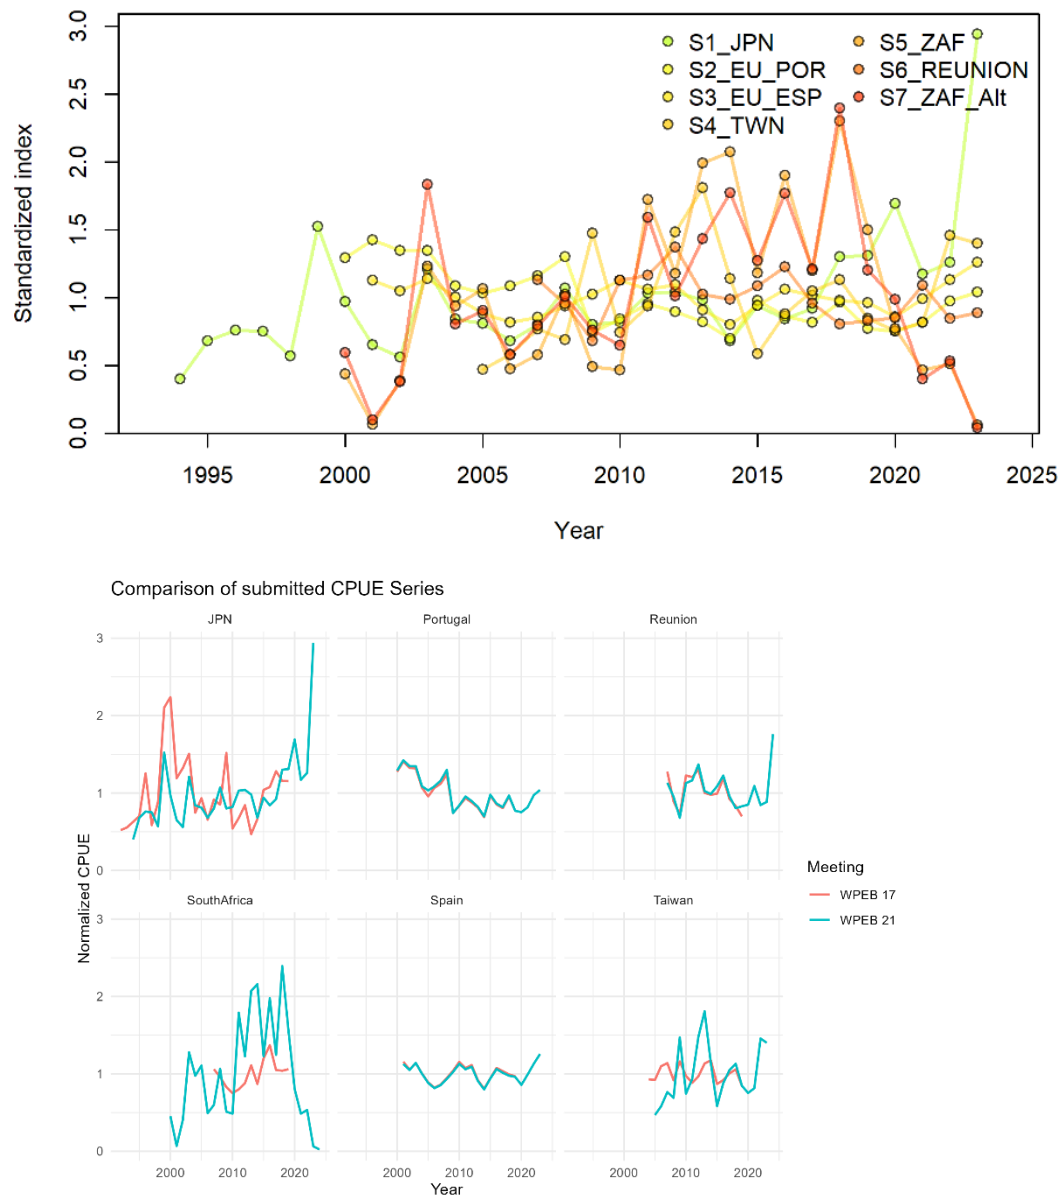 3.0
2.5
2.0
1.5
1.0
0.5
0.0
Standardized index
S1_JPN
S2_EU_POR
S3_EU_ESP
S4_TWN
S5_ZAF
S6_REUNION
S7_ZAF_Alt
1995 2000 2005 2010 2015 2020 2025
Year
Comparison of submitted CPUE Series
JPN Portugal Reunion
3
2
1
0
Normalized CPUE
SouthAfrica Spain Taiwan
3
2
1
0
2000 2010 2020 2000 2010 2020 2000 2010 2020
Year
Meeting
WPEB 17
WPEB 21